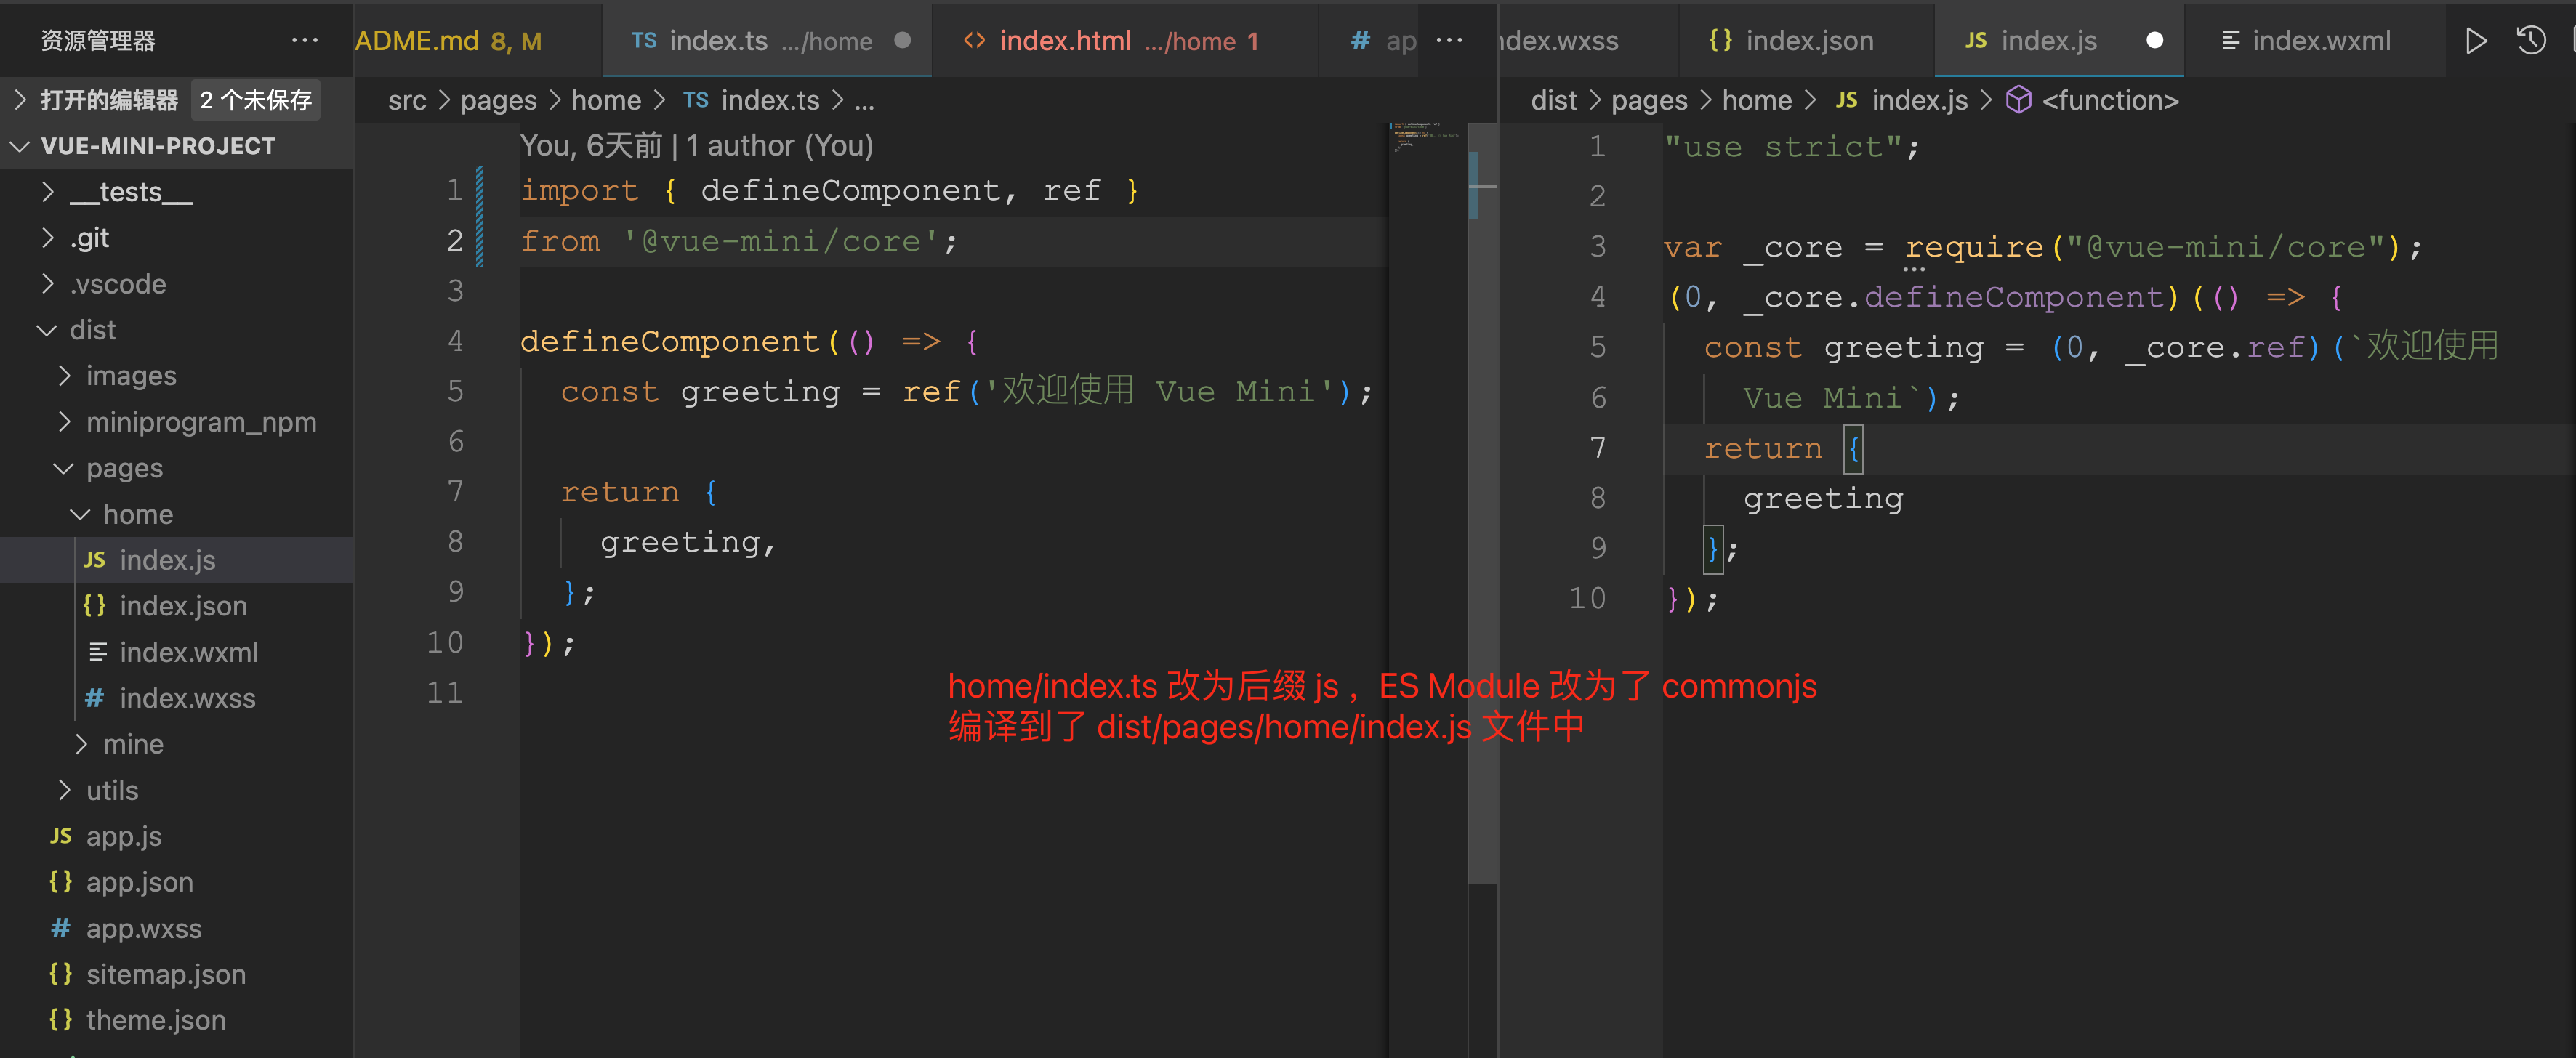 资源管理器 ···
打开的编辑器 2 个未保存
VUE-MINI-PROJECT
__tests__
.git
.vscode
dist
images
miniprogram_npm
pages
home
JS index.js
{} index.json
index.wxml
# index.wxss
mine
utils
JS app.js
{} app.json
# app.wxss
{} sitemap.json
{} theme.json
ADME.md 8, M
TS index.ts .../home
<> index.html .../home 1
# ap ···
src > pages > home > TS index.ts > ...
You, 6天前 | 1 author (You)
1 import { defineComponent, ref }
2 from '@vue-mini/core';
3
4 defineComponent(() => {
5 const greeting = ref('欢迎使用 Vue Mini');
6
7 return {
8 greeting,
9 };
10 });
11
ndex.wxss
{} index.json
JS index.js
index.wxml
dist > pages > home > JS index.js > <function>
1 "use strict";
2
3 var _core = require("@vue-mini/core");
4 (0, _core.defineComponent)(() => {
5 const greeting = (0, _core.ref)(`欢迎使用
6 Vue Mini`);
7 return {
8 greeting
9 };
10 });
home/index.ts 改为后缀 js ，ES Module 改为了 commonjs
编译到了 dist/pages/home/index.js 文件中